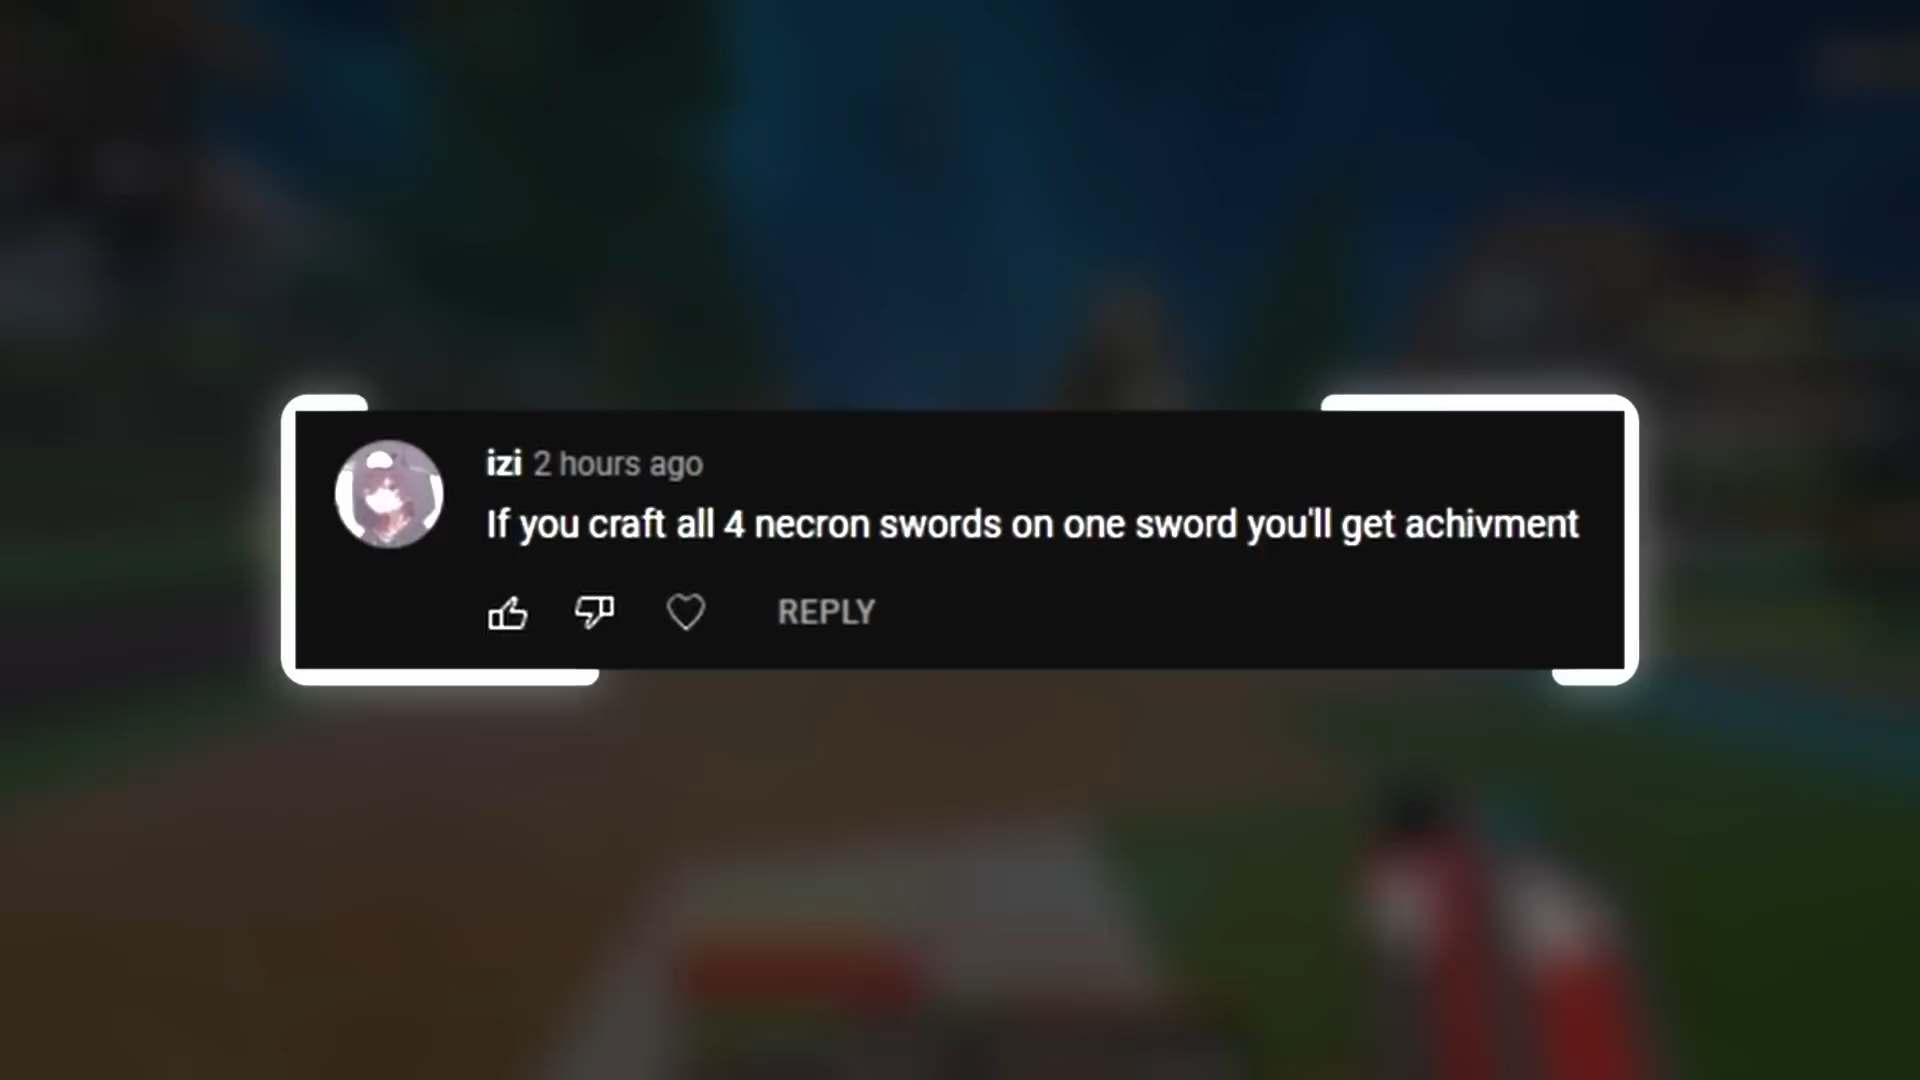 izi 2 hours ago
If you craft all 4 necron swords on one sword you'll get achivment
REPLY